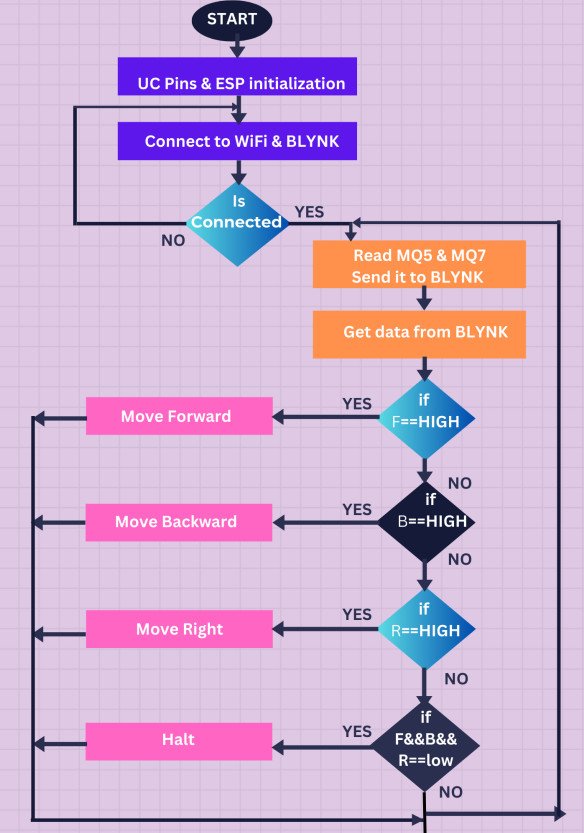 START
UC Pins & ESP initialization
Connect to WiFi & BLYNK
Is
Connected
YES
NO
Read MQ5 & MQ7
Send it to BLYNK
Get data from BLYNK
if
F==HIGH
YES
Move Forward
NO
if
B==HIGH
YES
Move Backward
NO
if
R==HIGH
YES
Move Right
NO
if
F&&B&&
R==low
YES
Halt
NO